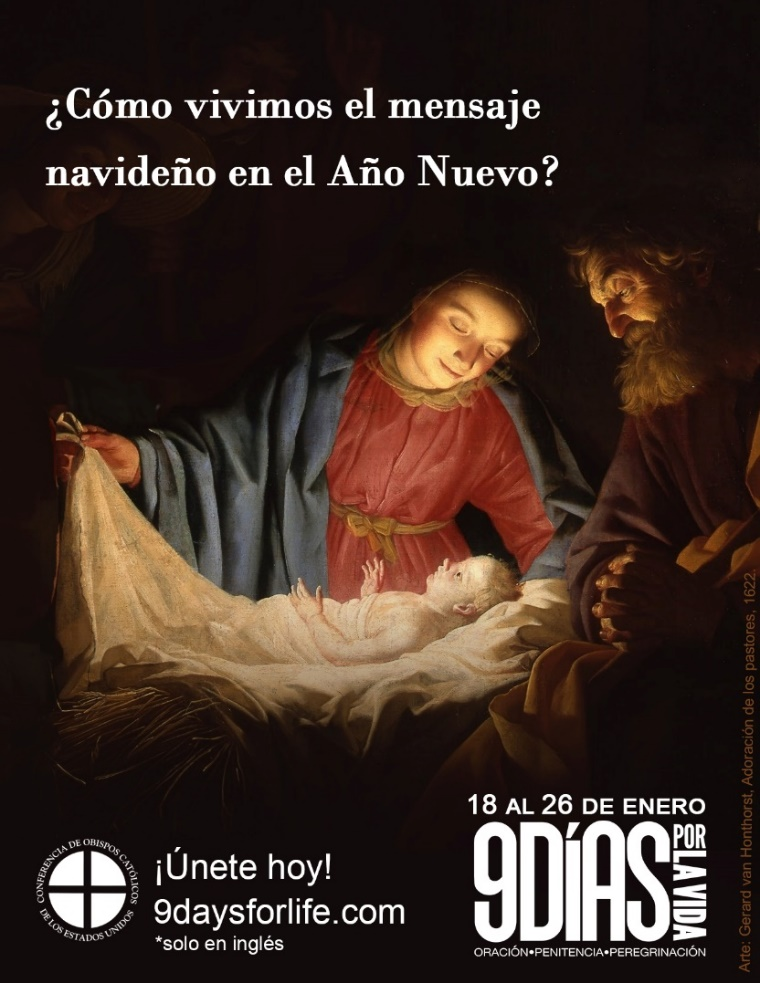 ¿Cómo vivimos el mensaje
navideño en el Año Nuevo?
18 AL 26 DE ENERO
9DíAS
POR
LA VIDA
ORACIÓN•PENITENCIA•PEREGRINACIÓN
CONFERENCIA DE OBISPOS CATÓLICOS
DE LOS ESTADOS UNIDOS
¡Únete hoy!
9daysforlife.com
*solo en inglés
Arte: Gerard van Honthorst, Adoración de los pastores, 1622.